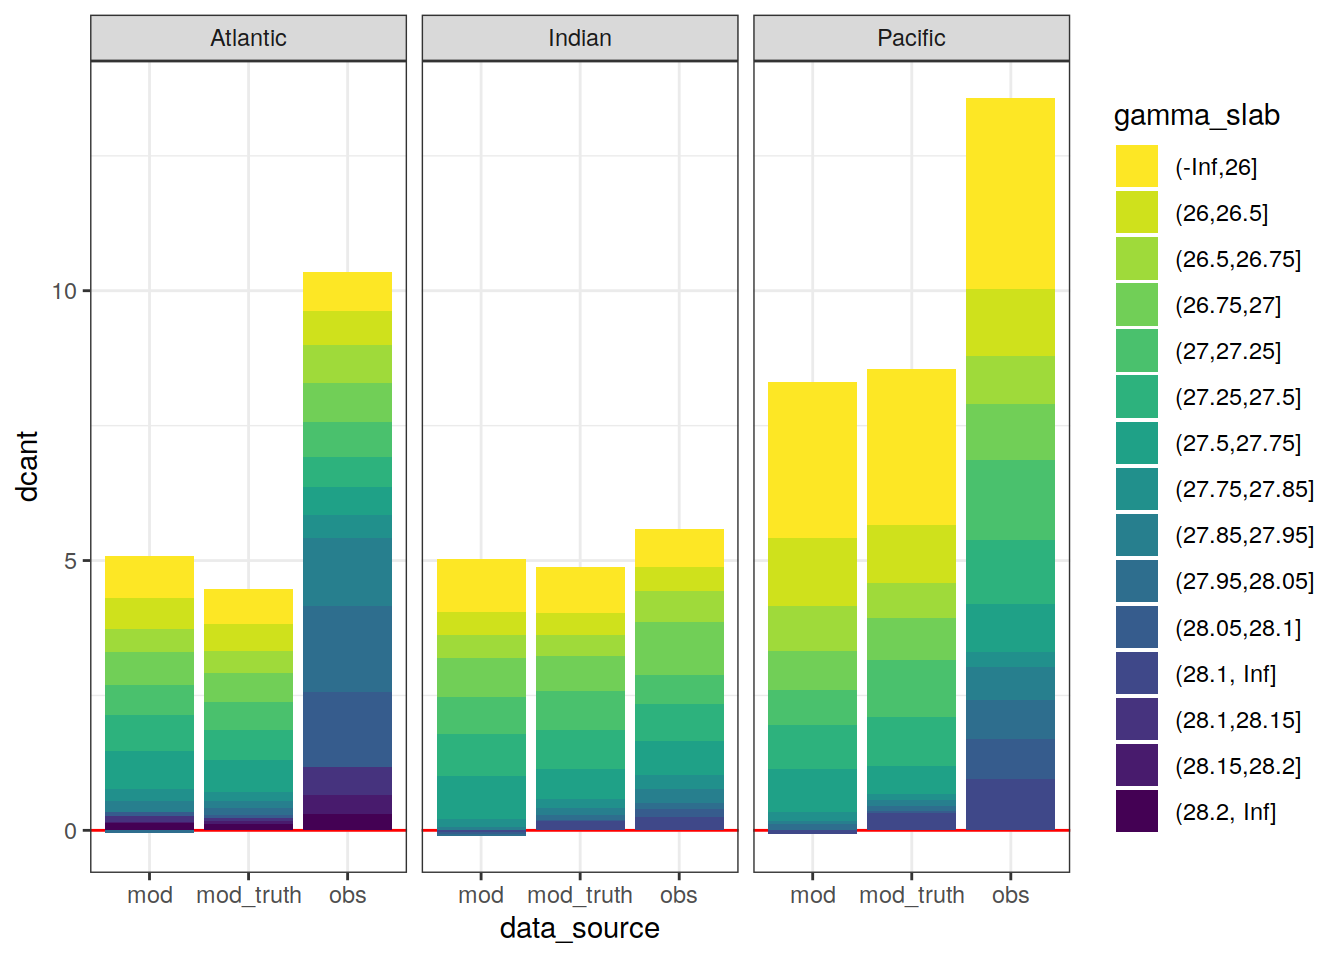 Atlantic Indian Pacific
gamma_slab
(-Inf,26]
(26,26.5]
(26.5,26.75]
(26.75,27]
(27,27.25]
(27.25,27.5]
(27.5,27.75]
(27.75,27.85]
(27.85,27.95]
(27.95,28.05]
(28.05,28.1]
(28.1, Inf]
(28.1,28.15]
(28.15,28.2]
(28.2, Inf]
10
5
0
dcant
mod mod_truth obs mod mod_truth obs mod mod_truth obs
data_source